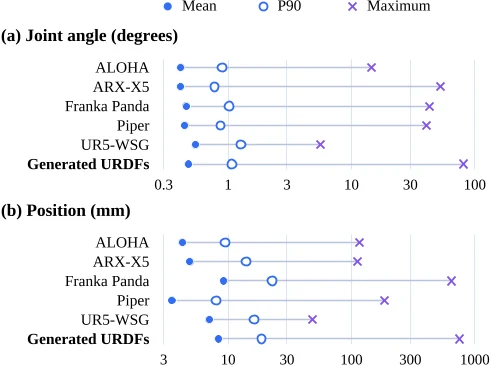 Mean P90 Maximum
(a) Joint angle (degrees)
ALOHA
ARX-X5
Franka Panda
Piper
UR5-WSG
Generated URDFs
0.3 1 3 10 30 100
(b) Position (mm)
ALOHA
ARX-X5
Franka Panda
Piper
UR5-WSG
Generated URDFs
3 10 30 100 300 1000